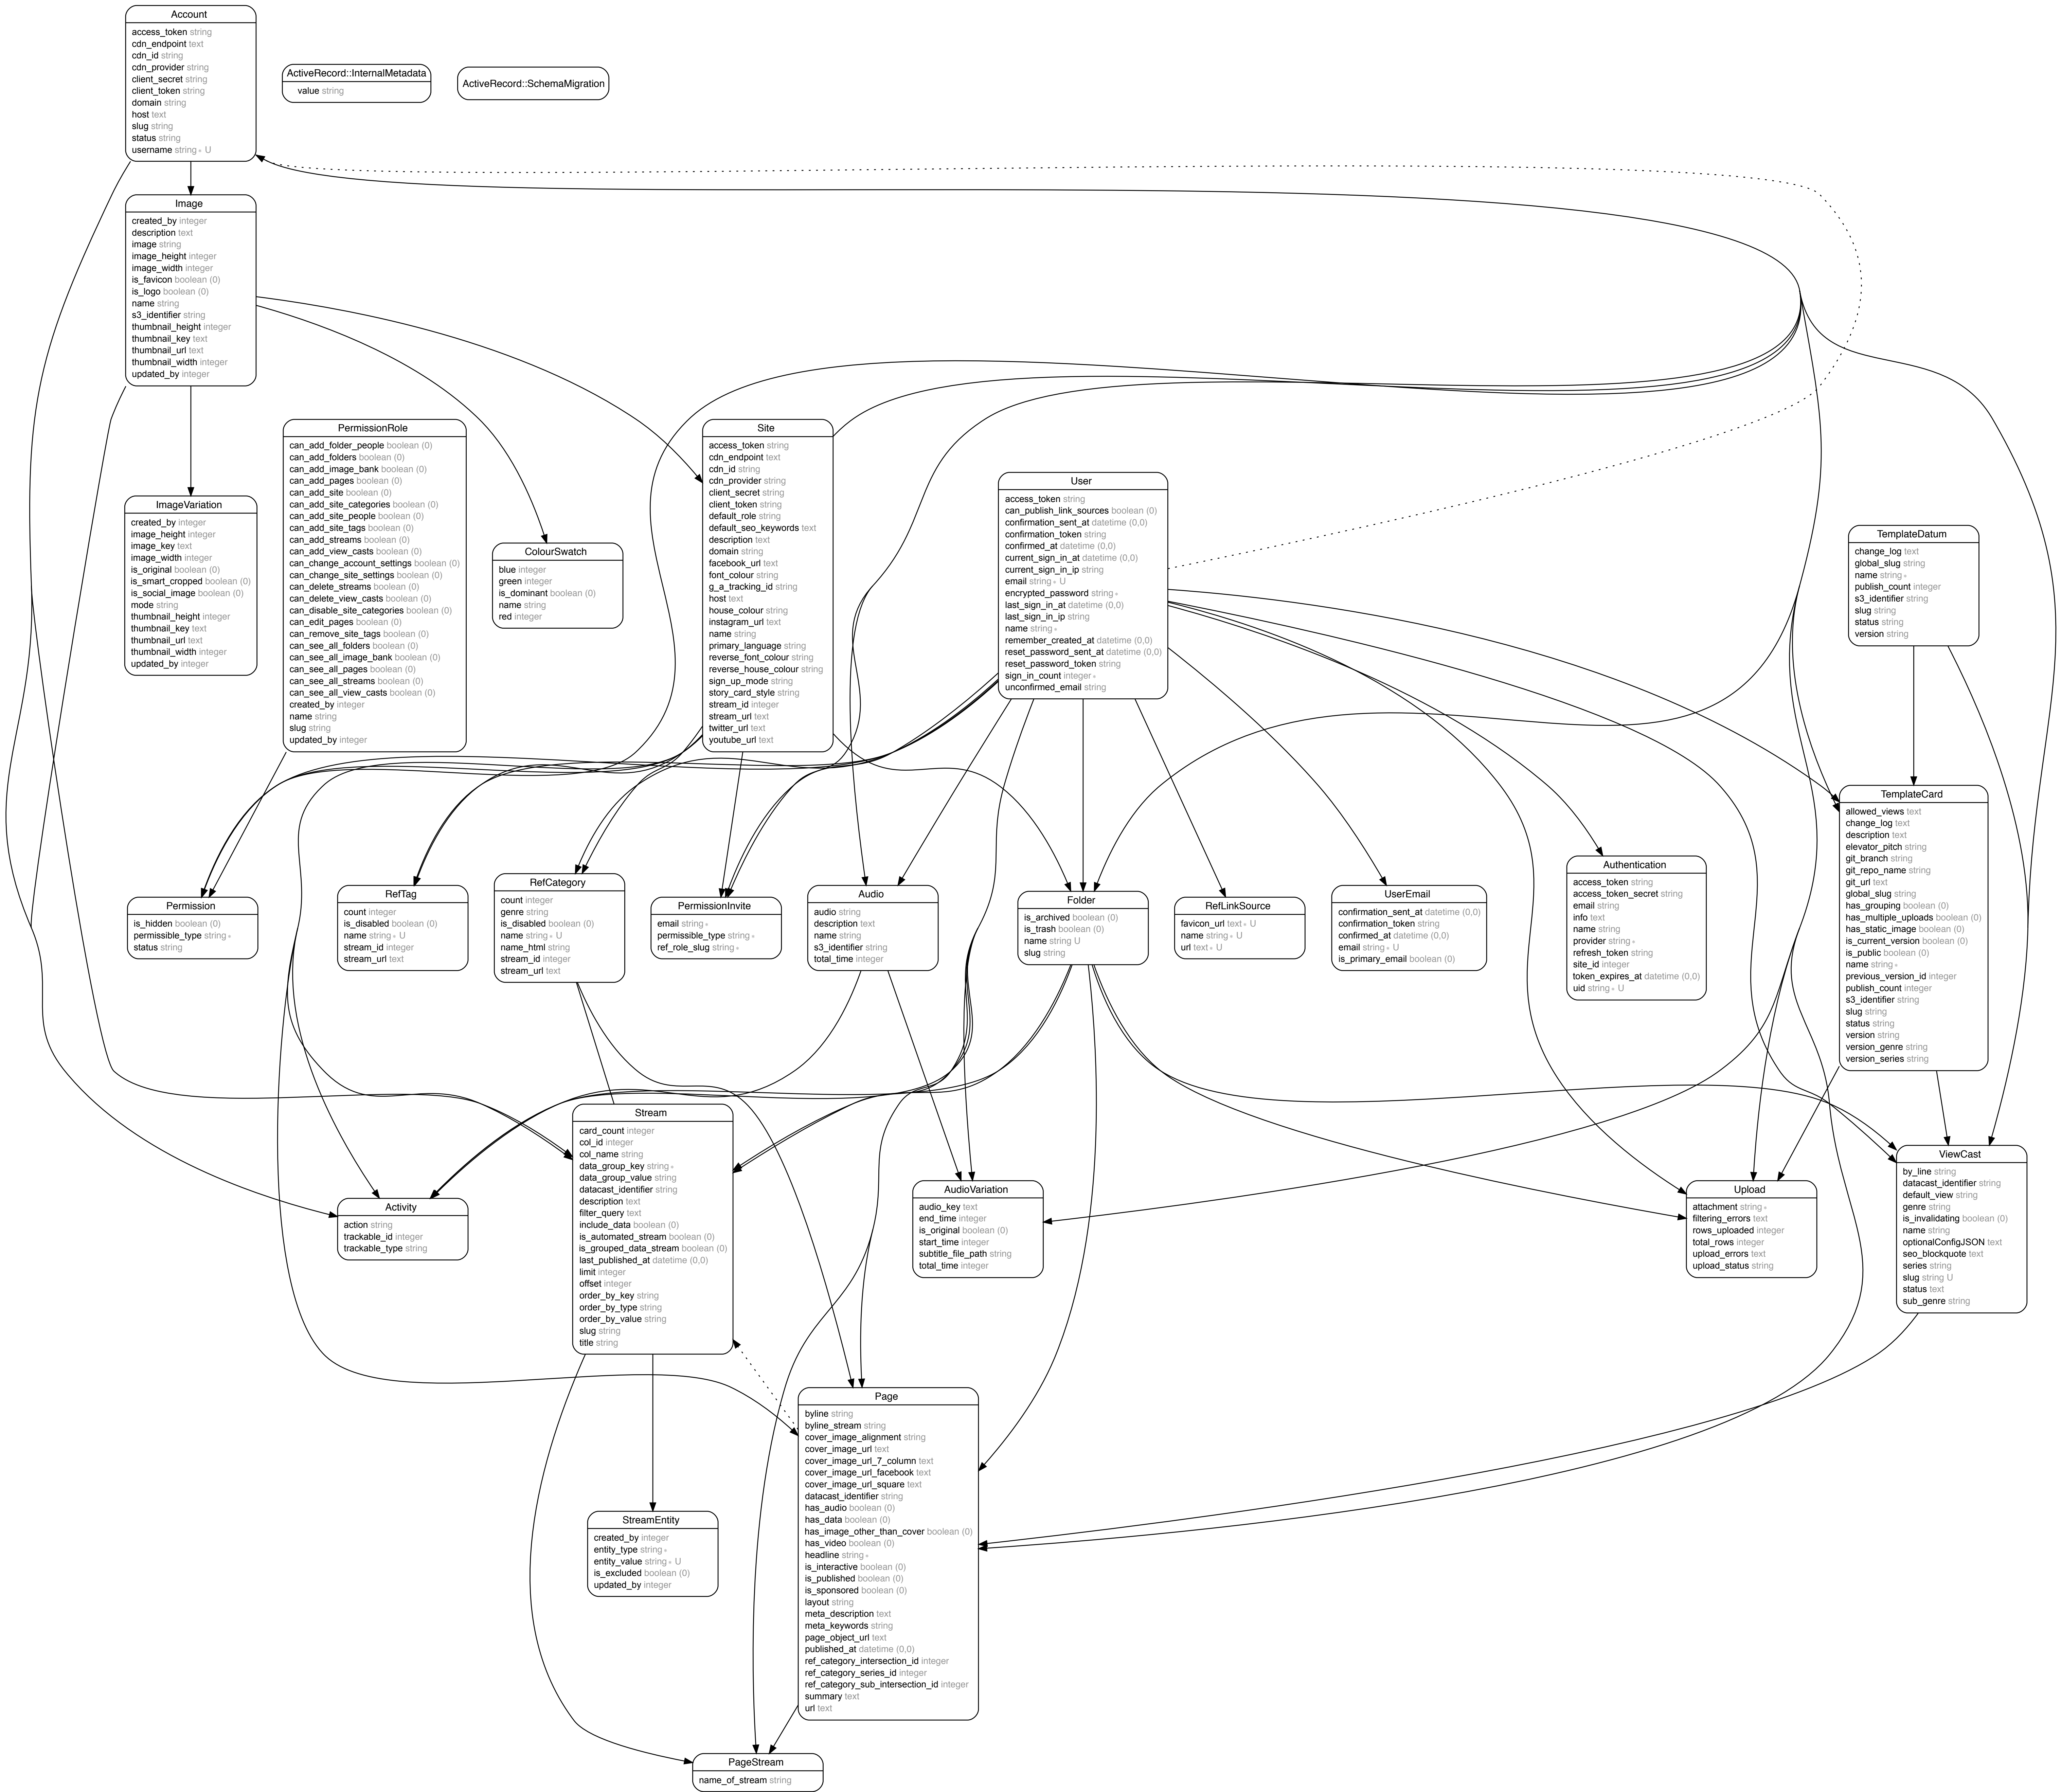 Account
access_token string
cdn_endpoint text
cdn_id string
cdn_provider string
client_secret string
client_token string
domain string
host text
slug string
status string
username string∗ U
ActiveRecord::InternalMetadata
value string
ActiveRecord::SchemaMigration
Image
created_by integer
description text
image string
image_height integer
image_width integer
is_favicon boolean (0)
is_logo boolean (0)
name string
s3_identifier string
thumbnail_height integer
thumbnail_key text
thumbnail_url text
thumbnail_width integer
updated_by integer
PermissionRole
can_add_folder_people boolean (0)
can_add_folders boolean (0)
can_add_image_bank boolean (0)
can_add_pages boolean (0)
can_add_site boolean (0)
can_add_site_categories boolean (0)
can_add_site_people boolean (0)
can_add_site_tags boolean (0)
can_add_streams boolean (0)
can_add_view_casts boolean (0)
can_change_account_settings boolean (0)
can_change_site_settings boolean (0)
can_delete_streams boolean (0)
can_delete_view_casts boolean (0)
can_disable_site_categories boolean (0)
can_edit_pages boolean (0)
can_remove_site_tags boolean (0)
can_see_all_folders boolean (0)
can_see_all_image_bank boolean (0)
can_see_all_pages boolean (0)
can_see_all_streams boolean (0)
can_see_all_view_casts boolean (0)
created_by integer
name string
slug string
updated_by integer
Site
access_token string
cdn_endpoint text
cdn_id string
cdn_provider string
client_secret string
client_token string
default_role string
default_seo_keywords text
description text
domain string
facebook_url text
font_colour string
g_a_tracking_id string
host text
house_colour string
instagram_url text
name string
primary_language string
reverse_font_colour string
reverse_house_colour string
sign_up_mode string
story_card_style string
stream_id integer
stream_url text
twitter_url text
youtube_url text
User
access_token string
can_publish_link_sources boolean (0)
confirmation_sent_at datetime (0,0)
confirmation_token string
confirmed_at datetime (0,0)
current_sign_in_at datetime (0,0)
current_sign_in_ip string
email string∗ U
encrypted_password string∗
last_sign_in_at datetime (0,0)
last_sign_in_ip string
name string∗
remember_created_at datetime (0,0)
reset_password_sent_at datetime (0,0)
reset_password_token string
sign_in_count integer∗
unconfirmed_email string
ImageVariation
created_by integer
image_height integer
image_key text
image_width integer
is_original boolean (0)
is_smart_cropped boolean (0)
is_social_image boolean (0)
mode string
thumbnail_height integer
thumbnail_key text
thumbnail_url text
thumbnail_width integer
updated_by integer
ColourSwatch
blue integer
green integer
is_dominant boolean (0)
name string
red integer
TemplateDatum
change_log text
global_slug string
name string∗
publish_count integer
s3_identifier string
slug string
status string
version string
TemplateCard
allowed_views text
change_log text
description text
elevator_pitch string
git_branch string
git_repo_name string
git_url text
global_slug string
has_grouping boolean (0)
has_multiple_uploads boolean (0)
has_static_image boolean (0)
is_current_version boolean (0)
is_public boolean (0)
name string∗
previous_version_id integer
publish_count integer
s3_identifier string
slug string
status string
version string
version_genre string
version_series string
Permission
is_hidden boolean (0)
permissible_type string∗
status string
RefTag
count integer
is_disabled boolean (0)
name string∗ U
stream_id integer
stream_url text
RefCategory
count integer
genre string
is_disabled boolean (0)
name string∗ U
name_html string
stream_id integer
stream_url text
PermissionInvite
email string∗
permissible_type string∗
ref_role_slug string∗
Audio
audio string
description text
name string
s3_identifier string
total_time integer
Folder
is_archived boolean (0)
is_trash boolean (0)
name string U
slug string
RefLinkSource
favicon_url text∗ U
name string∗ U
url text∗ U
UserEmail
confirmation_sent_at datetime (0,0)
confirmation_token string
confirmed_at datetime (0,0)
email string∗ U
is_primary_email boolean (0)
Authentication
access_token string
access_token_secret string
email string
info text
name string
provider string∗
refresh_token string
site_id integer
token_expires_at datetime (0,0)
uid string∗ U
Stream
card_count integer
col_id integer
col_name string
data_group_key string∗
data_group_value string
datacast_identifier string
description text
filter_query text
include_data boolean (0)
is_automated_stream boolean (0)
is_grouped_data_stream boolean (0)
last_published_at datetime (0,0)
limit integer
offset integer
order_by_key string
order_by_type string
order_by_value string
slug string
title string
Activity
action string
trackable_id integer
trackable_type string
AudioVariation
audio_key text
end_time integer
is_original boolean (0)
start_time integer
subtitle_file_path string
total_time integer
Upload
attachment string∗
filtering_errors text
rows_uploaded integer
total_rows integer
upload_errors text
upload_status string
ViewCast
by_line string
datacast_identifier string
default_view string
genre string
is_invalidating boolean (0)
name string
optionalConfigJSON text
seo_blockquote text
series string
slug string U
status text
sub_genre string
Page
byline string
byline_stream string
cover_image_alignment string
cover_image_url text
cover_image_url_7_column text
cover_image_url_facebook text
cover_image_url_square text
datacast_identifier string
has_audio boolean (0)
has_data boolean (0)
has_image_other_than_cover boolean (0)
has_video boolean (0)
headline string∗
is_interactive boolean (0)
is_published boolean (0)
is_sponsored boolean (0)
layout string
meta_description text
meta_keywords string
page_object_url text
published_at datetime (0,0)
ref_category_intersection_id integer
ref_category_series_id integer
ref_category_sub_intersection_id integer
summary text
url text
StreamEntity
created_by integer
entity_type string∗
entity_value string∗ U
is_excluded boolean (0)
updated_by integer
PageStream
name_of_stream string